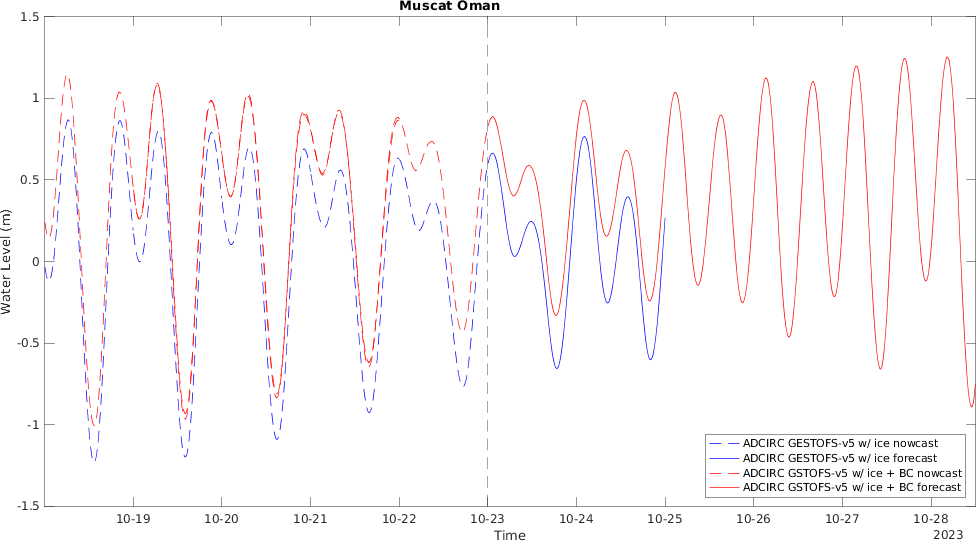 Muscat Oman
1.5
1
0.5
0
-0.5
-1
-1.5
Water Level (m)
10-19 10-20 10-21 10-22 10-23 10-24 10-25 10-26 10-27 10-28
Time
2023
ADCIRC GESTOFS-v5 w/ ice nowcast
ADCIRC GESTOFS-v5 w/ ice forecast
ADCIRC GSTOFS-v5 w/ ice + BC nowcast
ADCIRC GSTOFS-v5 w/ ice + BC forecast